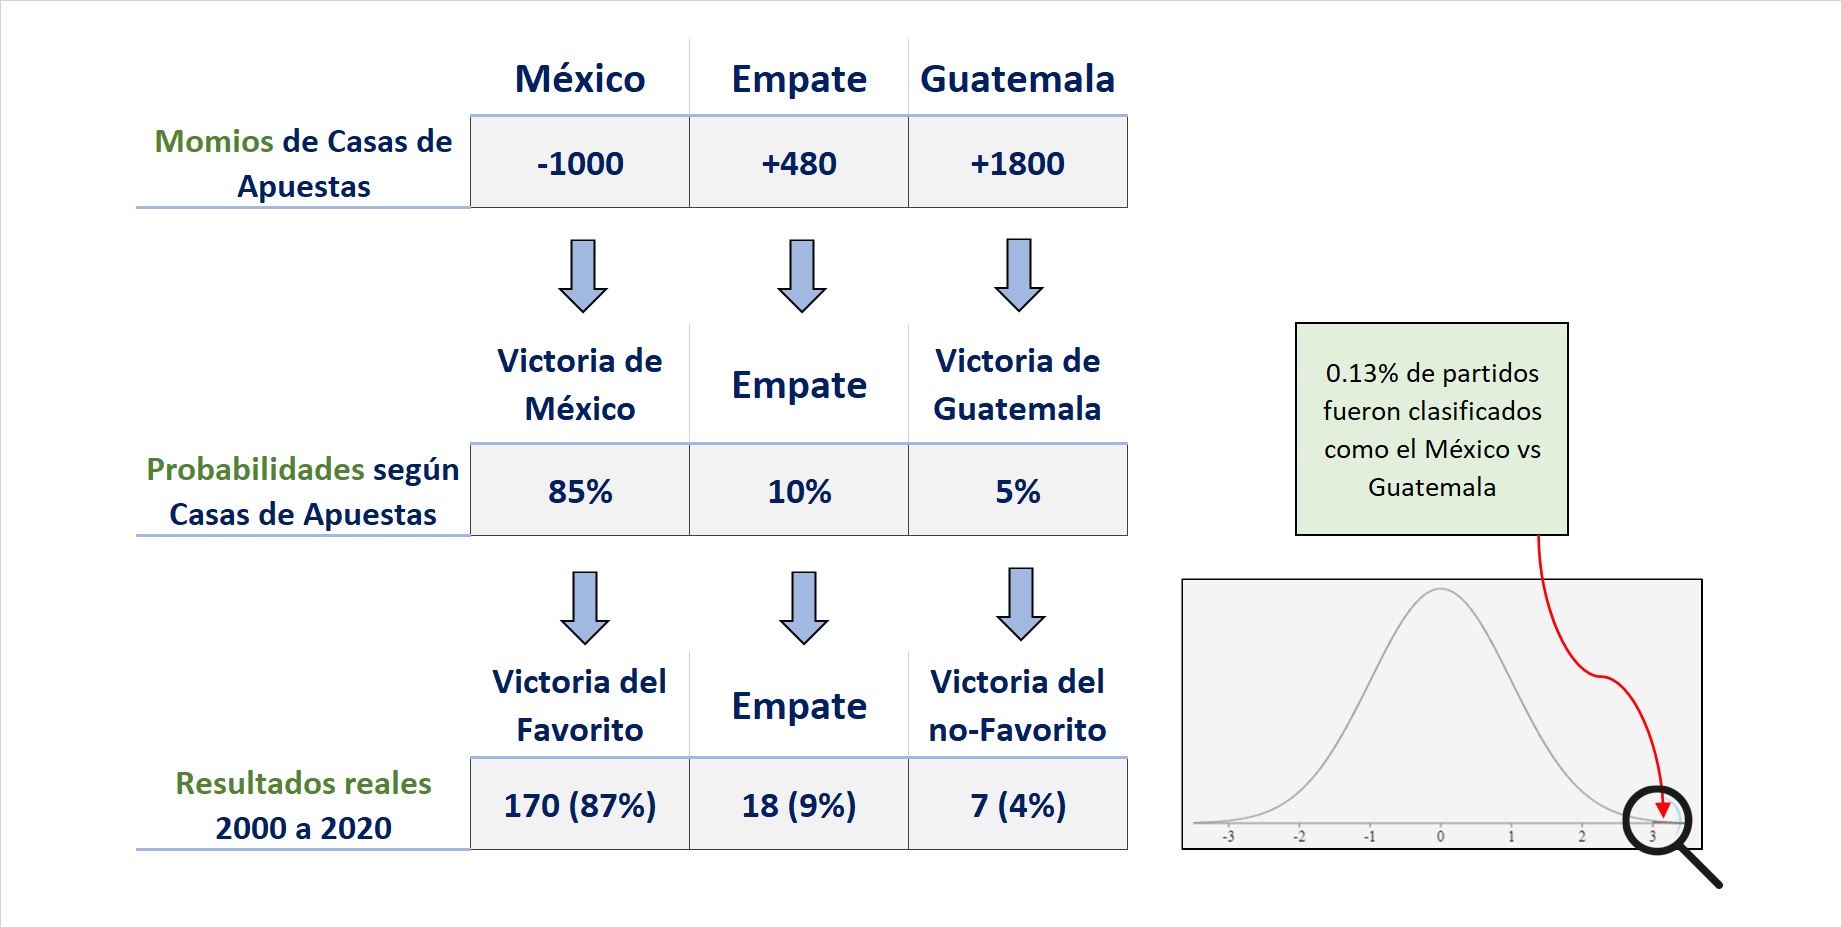 México Empate Guatemala
Momios de Casas de
Apuestas
-1000 +480 +1800
Victoria de
México
Empate
Victoria de
Guatemala
Probabilidades según
Casas de Apuestas
85% 10% 5%
Victoria del
Favorito
Empate
Victoria del
no-Favorito
Resultados reales
2000 a 2020
170 (87%) 18 (9%) 7 (4%)
0.13% de partidos
fueron clasificados
como el México vs
Guatemala
-3 -2 -1 0 1 2 3